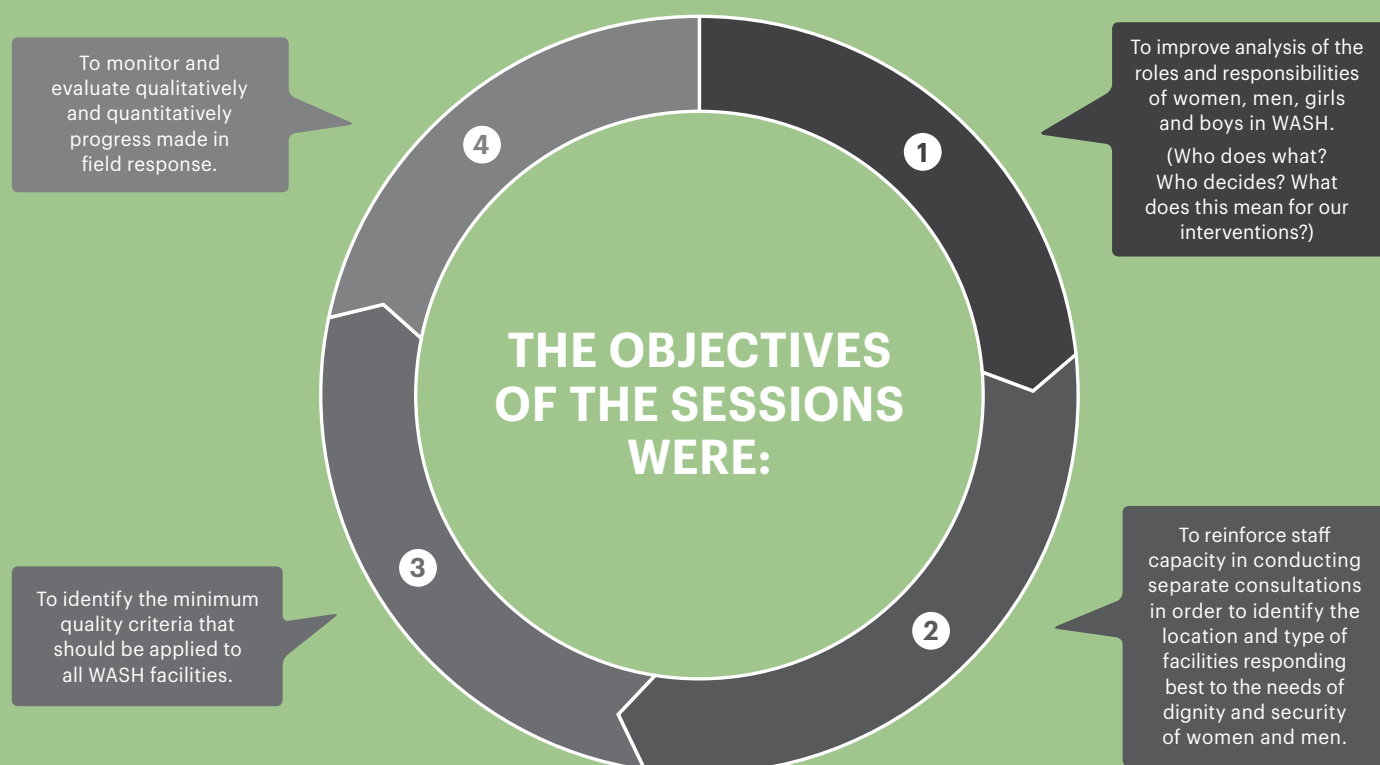 THE OBJECTIVES
OF THE SESSIONS
WERE:
1
To improve analysis of the
roles and responsibilities
of women, men, girls
and boys in WASH.
(Who does what?
Who decides? What
does this mean for our
interventions?)
2
To reinforce staff
capacity in conducting
separate consultations
in order to identify the
location and type of
facilities responding
best to the needs of
dignity and security
of women and men.
3
To identify the minimum
quality criteria that
should be applied to
all WASH facilities.
4
To monitor and
evaluate qualitatively
and quantitatively
progress made in
field response.